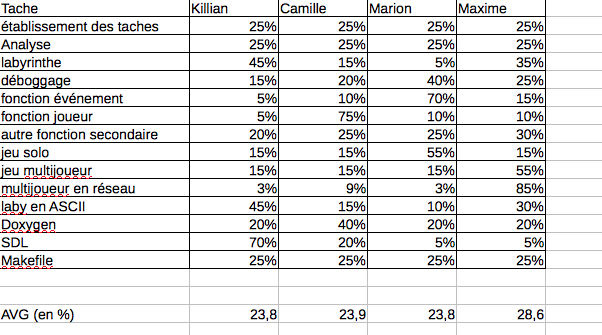 Tache Killian Camille Marion Maxime
établissement des taches 25% 25% 25% 25%
Analyse 25% 25% 25% 25%
labyrinthe 45% 15% 5% 35%
déboggage 15% 20% 40% 25%
fonction événement 5% 10% 70% 15%
fonction joueur 5% 75% 10% 10%
autre fonction secondaire 20% 25% 25% 30%
jeu solo 15% 15% 55% 15%
jeu multijoueur 15% 15% 15% 55%
multijoueur en réseau 3% 9% 3% 85%
laby en ASCII 45% 15% 10% 30%
Doxygen 20% 40% 20% 20%
SDL 70% 20% 5% 5%
Makefile 25% 25% 25% 25%
AVG (en %) 23,8 23,9 23,8 28,6